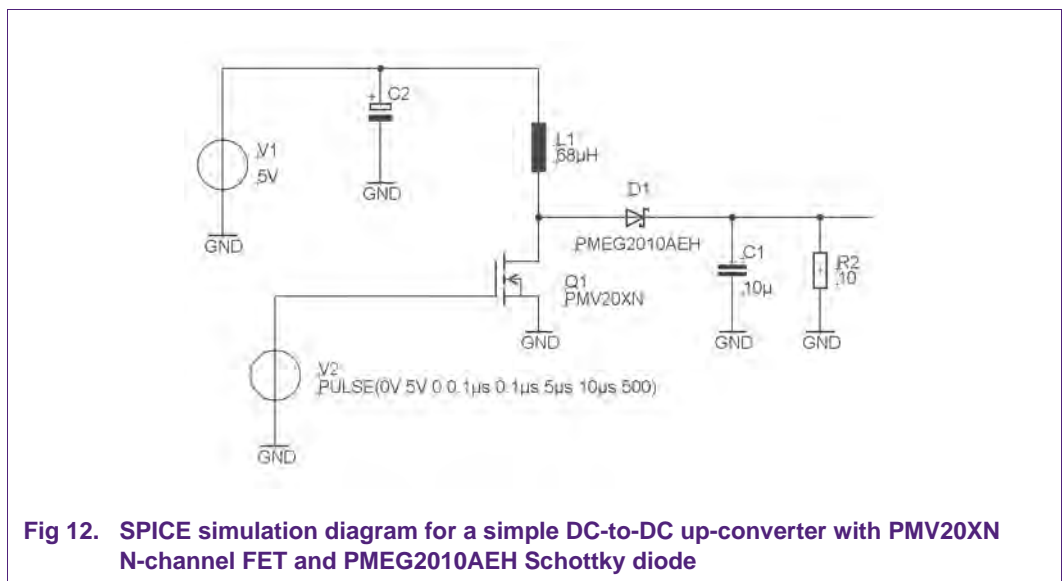 C2
V1
5V
GND
GND
L1
68µH
D1
PMEG2010AEH
C1
10µ
R2
10
Q1
PMV20XN
GND
GND
GND
V2
PULSE(0V 5V 0 0.1µs 0.1µs 5µs 10µs 500)
GND
Fig 12. SPICE simulation diagram for a simple DC-to-DC up-converter with PMV20XN
N-channel FET and PMEG2010AEH Schottky diode